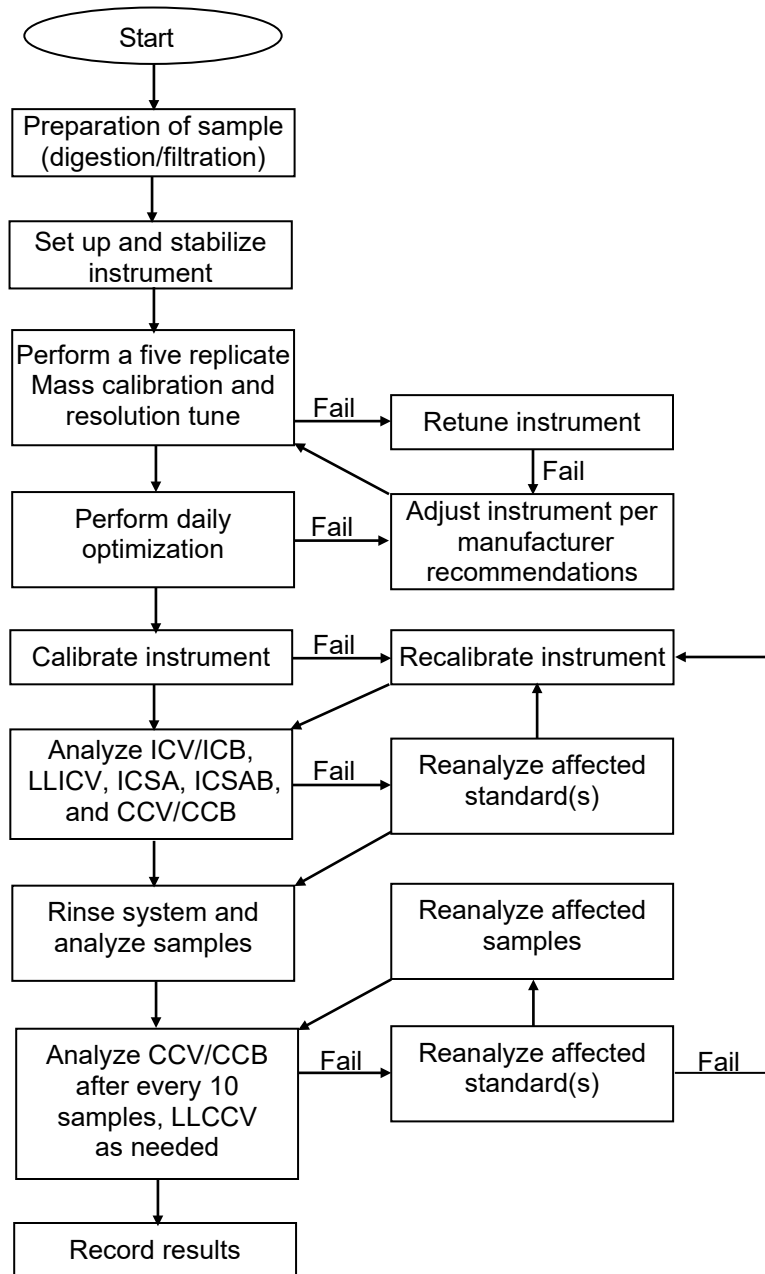 Start
Preparation of sample
(digestion/filtration)
Set up and stabilize
instrument
Perform a five replicate
Mass calibration and
resolution tune
Fail
Retune instrument
Fail
Perform daily
optimization
Fail
Adjust instrument per
manufacturer
recommendations
Calibrate instrument
Fail
Recalibrate instrument
Analyze ICV/ICB,
LLICV, ICSA, ICSAB,
and CCV/CCB
Fail
Reanalyze affected
standard(s)
Rinse system and
analyze samples
Reanalyze affected
samples
Analyze CCV/CCB
after every 10
samples, LLCCV
as needed
Fail
Reanalyze affected
standard(s)
Fail
Record results